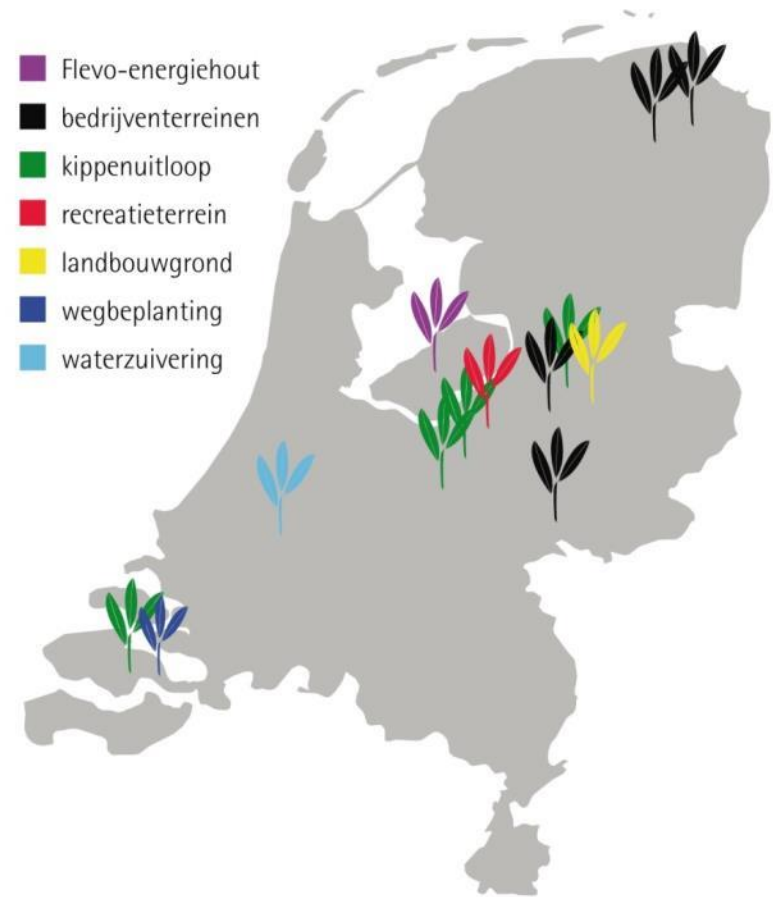 Flevo-energiehout
bedrijventerreinen
kippenuitloop
recreatieterrein
landbouwgrond
wegbeplanting
waterzuivering